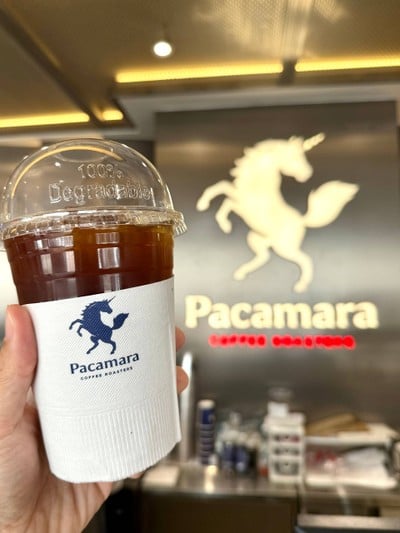 100%
Degradable
Pacamara
COFFEE ROASTERS
Pacamara
COFFEE ROASTERS